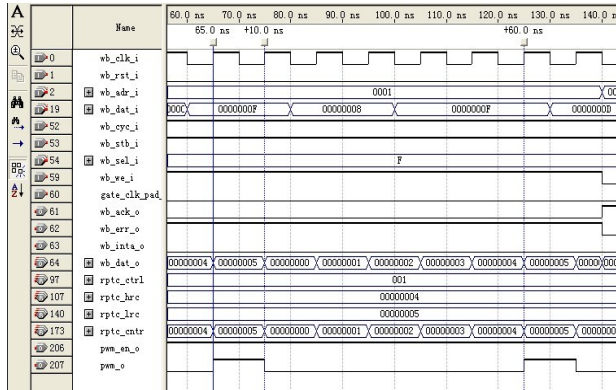 60.0 ns 70.0 ns 80.0 ns 90.0 ns 100.0 ns 110.0 ns 120.0 ns 130.0 ns 140.0
Name 65.0 ns +10.0 ns +60.0 ns
0 wb_clk_i
1 wb_rst_i
2 wb_adr_i 0001
19 wb_dat_i 0000000F 00000008 0000000F 0000000D
52 wb_cyc_i
53 wb_stb_i
54 wb_sel_i F
59 wb_we_i
60 gate_clk_pad_
61 wb_ack_o
62 wb_err_o
63 wb_inta_o
64 wb_dat_o 00000004 00000005 00000000 00000001 00000002 00000003 00000004 00000005
97 rptc_ctrl 001
107 rptc_hrc 00000004
140 rptc_lrc 00000005
173 rptc_cntr 00000004 00000005 00000000 00000001 00000002 00000003 00000004 00000005 0000000
206 pwm_en_o
207 pwm_o